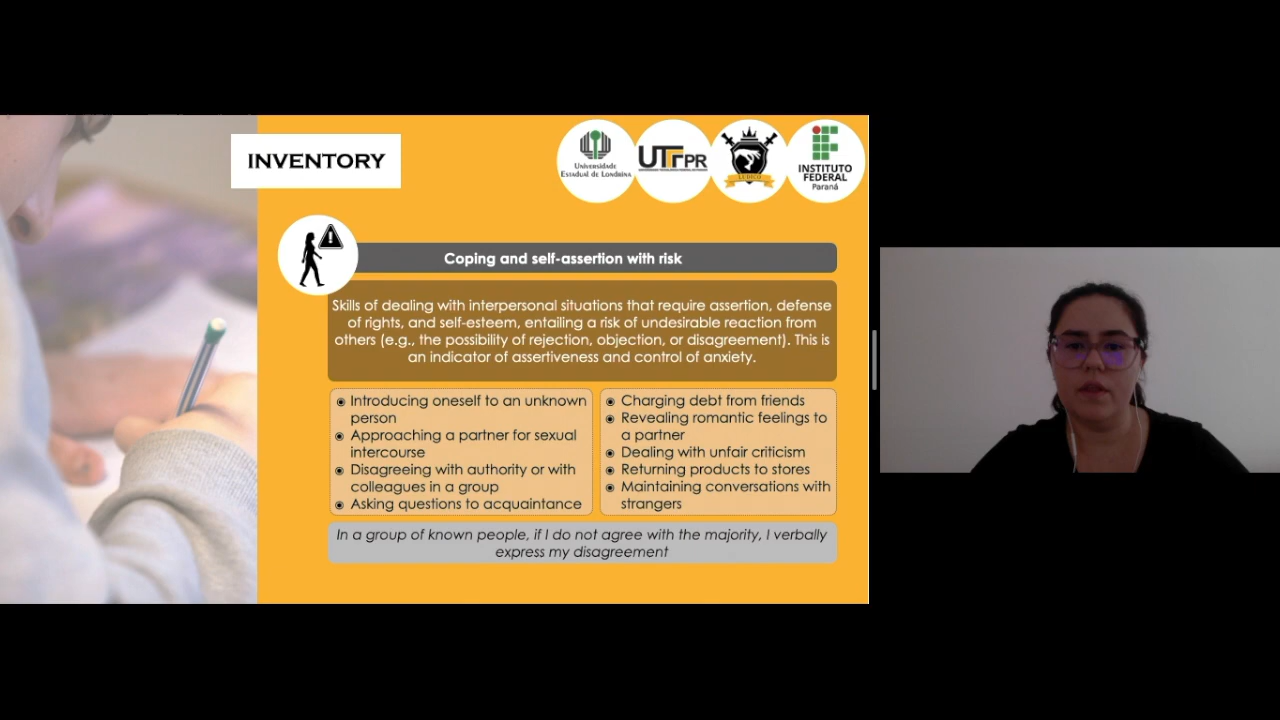 INVENTORY
Universidade
Estadual de Londrina
UTFPR
INSTITUTO
FEDERAL
Paraná
Coping and self-assertion with risk
Skills of dealing with interpersonal situations that require assertion, defense
of rights, and self-esteem, entailing a risk of undesirable reaction from
others (e.g., the possibility of rejection, objection, or disagreement). This is
an indicator of assertiveness and control of anxiety.
Introducing oneself to an unknown
person
Approaching a partner for sexual
intercourse
Disagreeing with authority or with
colleagues in a group
Asking questions to acquaintance
Charging debt from friends
Revealing romantic feelings to
a partner
Dealing with unfair criticism
Returning products to stores
Maintaining conversations with
strangers
In a group of known people, if I do not agree with the majority, I verbally
express my disagreement